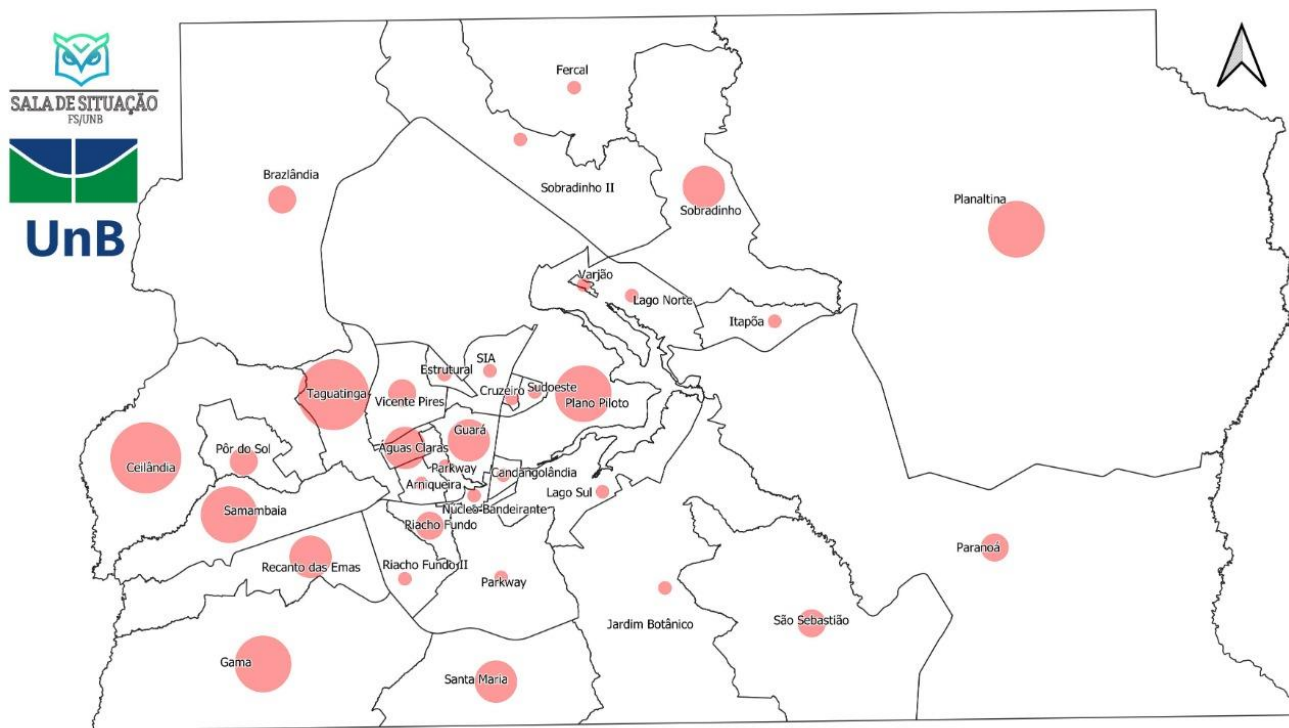 SALA DE SITUAÇÃO
FS/UNB
UnB
Fercal
Brazlândia
Sobradinho II
Sobradinho
Planaltina
Varjão
Lago Norte
Itapõa
Estrutural
SIA
Taguatinga
Vicente Pires
Cruzeiro
Sudoeste
Plano Piloto
Guará
Águas Claras
Pôr do Sol
Ceilândia
Parkway
Candangolândia
Arniqueira
Lago Sul
Núcleo Bandeirante
Samambaia
Riacho Fundo
Paranoá
Recanto das Emas
Riacho Fundo II
Parkway
Jardim Botânico
São Sebastião
Gama
Santa Maria